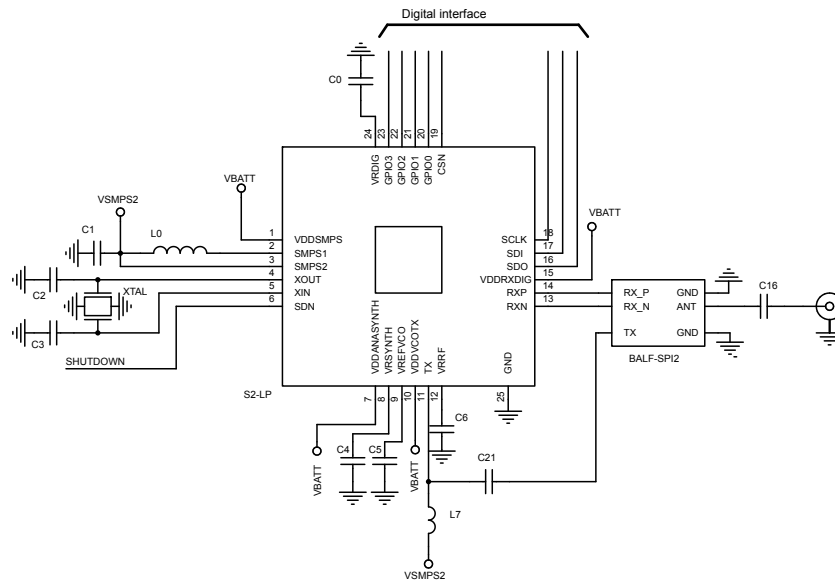 Digital interface
C0
24
23
22
21
20
19
VRDIG
GPIO3
GPIO2
GPIO1
GPIO0
CSN
VBATT
VSMPS2
C1
L0
1
2
3
4
5
6
VDDSMPS
SMPS1
SMPS2
XOUT
XIN
SDN
C2
XTAL
C3
SHUTDOWN
S2-LP
SCLK
SDI
SDO
VDDRXDIG
RXP
RXN
18
17
16
15
14
13
VBATT
RX_P
RX_N
TX
GND
ANT
GND
BALF-SPI2
C16
VDDANASYNTH
VRSYNTH
VREFVCO
VDDVCOTX
TX
VRRF
GND
7
8
9
10
11
12
25
VBATT
C4
C5
VBATT
C6
C21
L7
VSMPS2